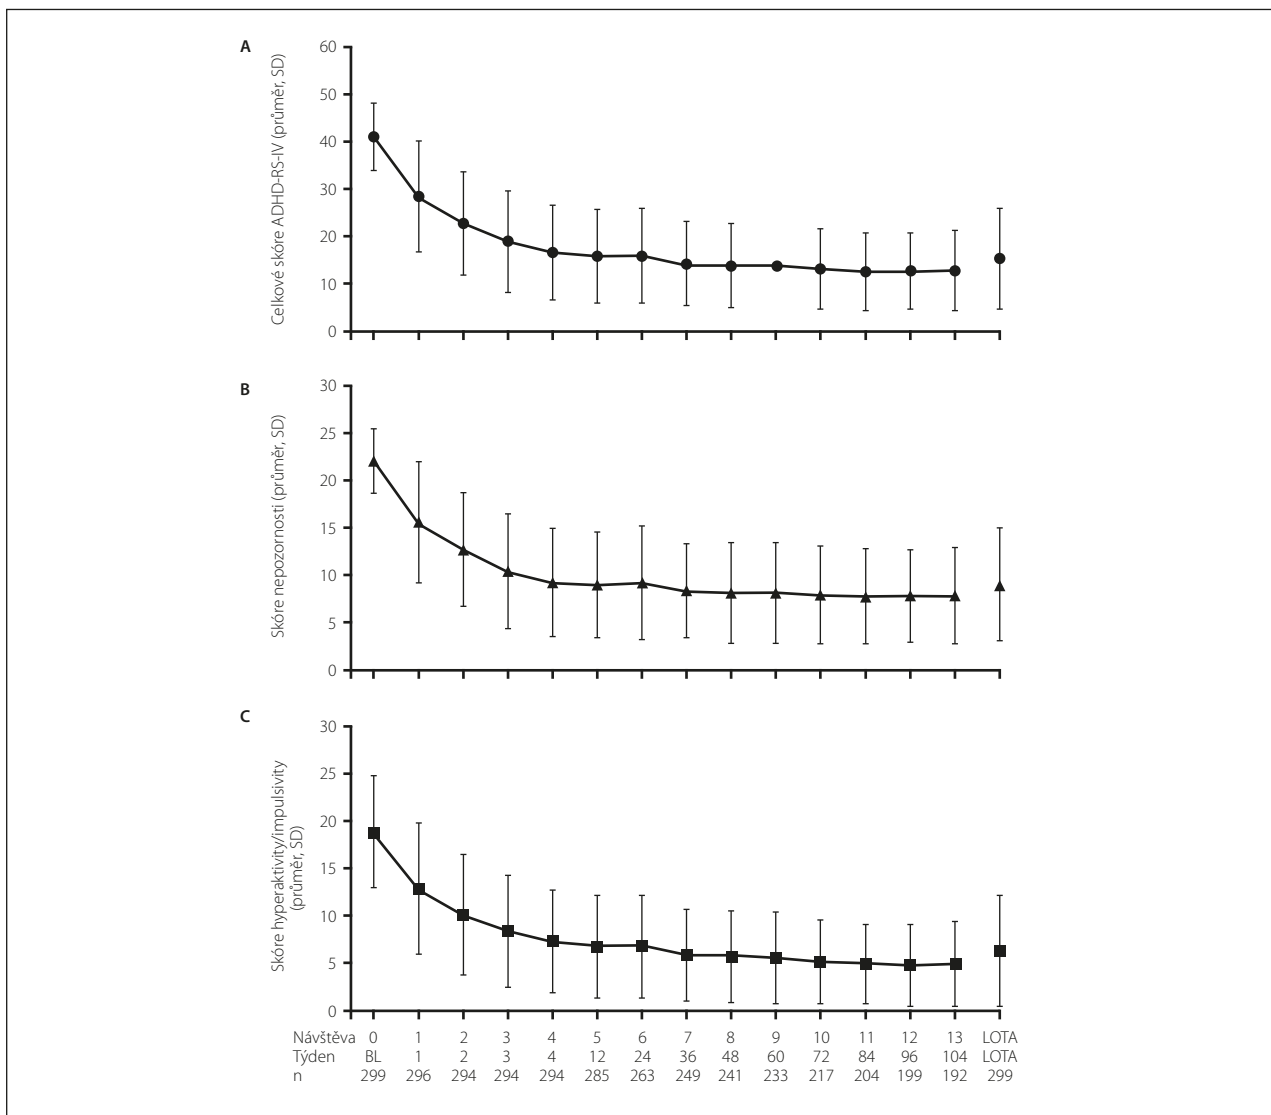 A
Celkové skóre ADHD-RS-IV (průměr, SD)
60
50
40
30
20
10
0
B
Skóre nepozornosti (průměr, SD)
30
25
20
15
10
5
0
C
Skóre hyperaktivity/impulsivity
(průměr, SD)
30
25
20
15
10
5
0
Návštěva 0 1 2 3 4 5 6 7 8 9 10 11 12 13 LOTA
Týden BL 1 2 3 4 12 24 36 48 60 72 84 96 104 LOTA
n 299 296 294 294 294 285 263 249 241 233 217 204 199 192 299